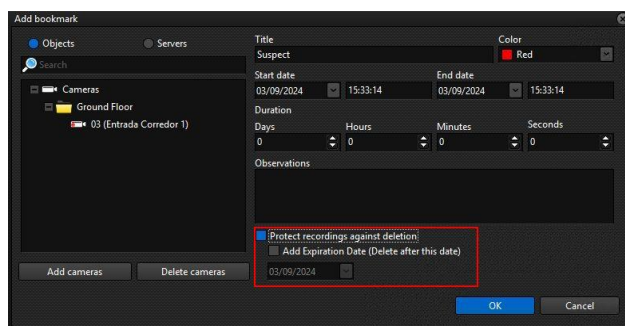 Add bookmark
Objects
Servers
Search
Cameras
Ground Floor
03 (Entrada Corredor 1)
Add cameras
Delete cameras
Title
Color
Suspect
Red
Start date
End date
03/09/2024
15:33:14
03/09/2024
15:33:14
Duration
Days
Hours
Minutes
Seconds
0
0
0
0
Observations
Protect recordings against deletion
Add Expiration Date (Delete after this date)
03/09/2024
OK
Cancel